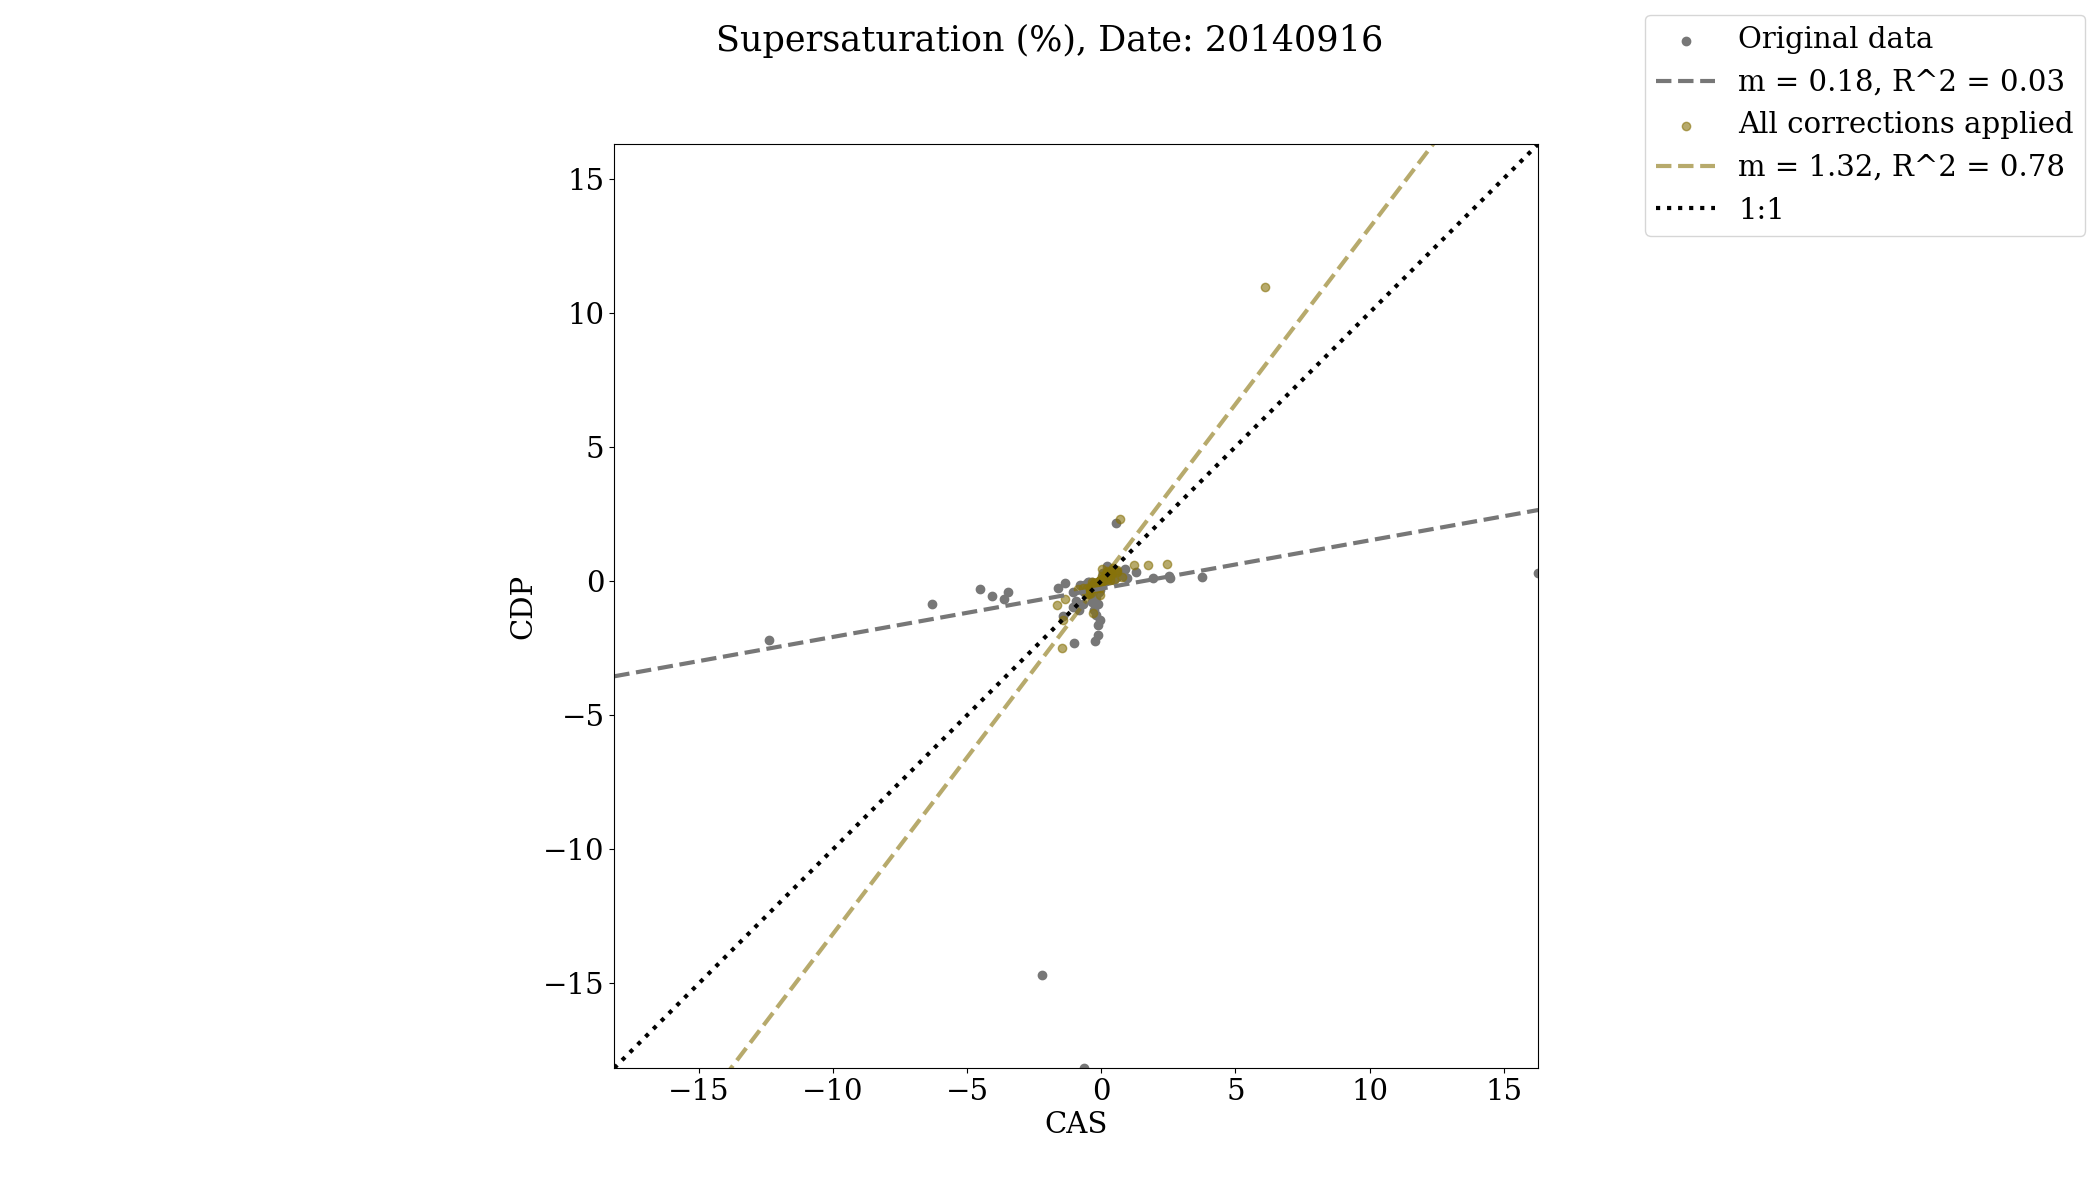 Supersaturation (%), Date: 20140916
Original data
m = 0.18, R^2 = 0.03
All corrections applied
m = 1.32, R^2 = 0.78
1:1
15
10
5
0
−5
−10
−15
CDP
−15
−10
−5
0
5
10
15
CAS